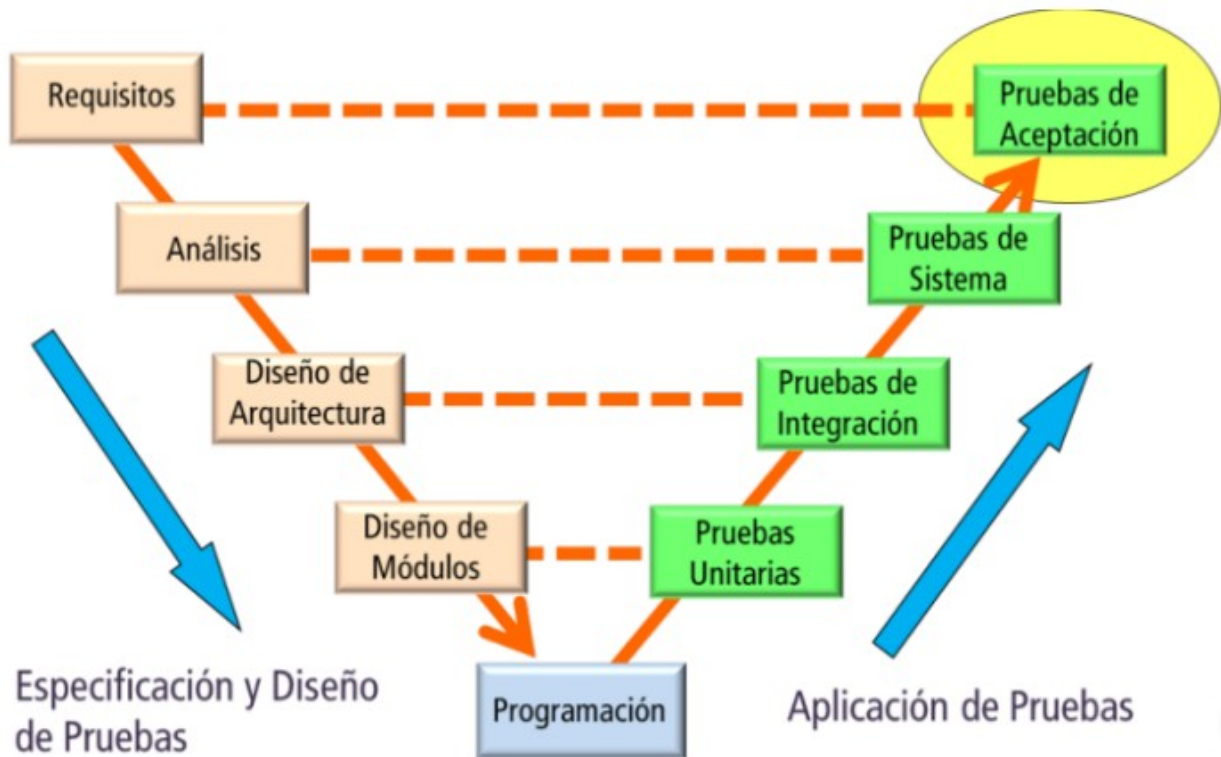 Requisitos
Pruebas de
Aceptación
Análisis
Pruebas de
Sistema
Diseño de
Arquitectura
Pruebas de
Integración
Diseño de
Módulos
Pruebas
Unitarias
Programación
Especificación y Diseño
de Pruebas
Aplicación de Pruebas